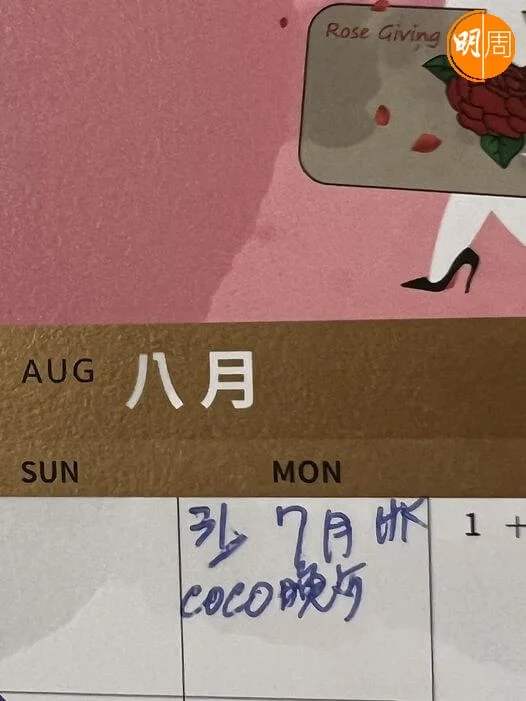 Rose Giving
明周
AUG 八月
SUN MON
31 7月 HK 1 +
COCO晚